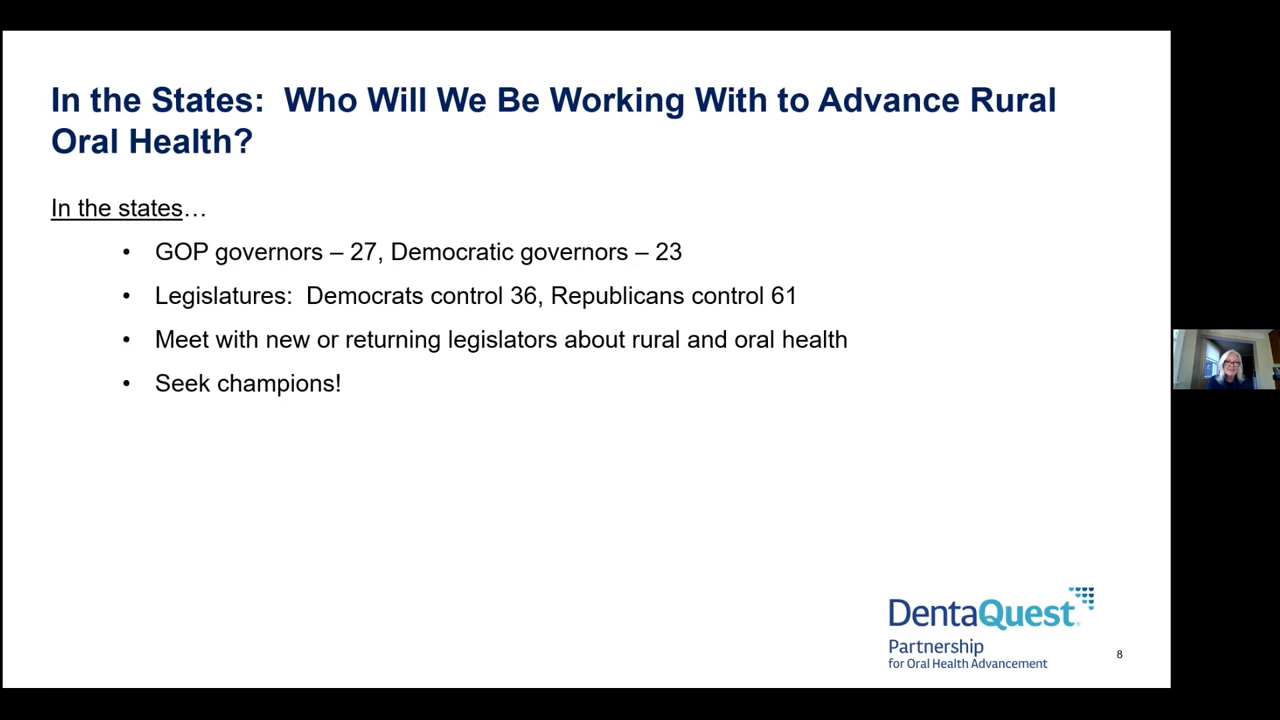 In the States:  Who Will We Be Working With to Advance Rural
Oral Health?
In the states…
• GOP governors – 27, Democratic governors – 23
• Legislatures:  Democrats control 36, Republicans control 61
• Meet with new or returning legislators about rural and oral health
• Seek champions!
DentaQuest®
Partnership
for Oral Health Advancement
8